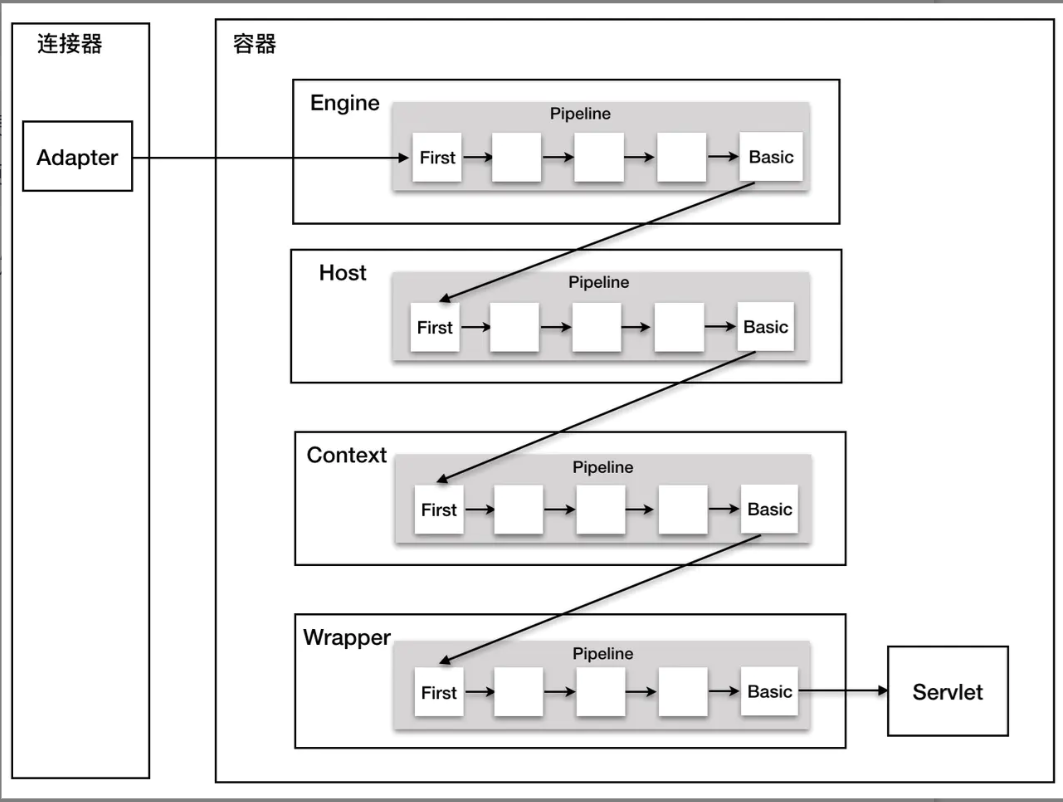 连接器
容器
Engine
Pipeline
Adapter
First
Basic
Host
Pipeline
First
Basic
Context
Pipeline
First
Basic
Wrapper
Pipeline
First
Basic
Servlet